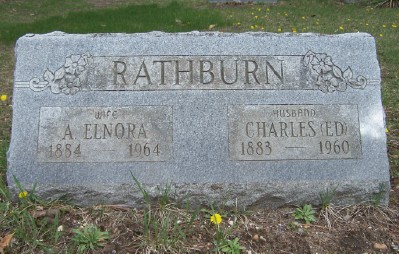 RATHBURN
WIFE
A. ELNORA
1884 1964
HUSBAND
CHARLES (ED)
1883 — 1960